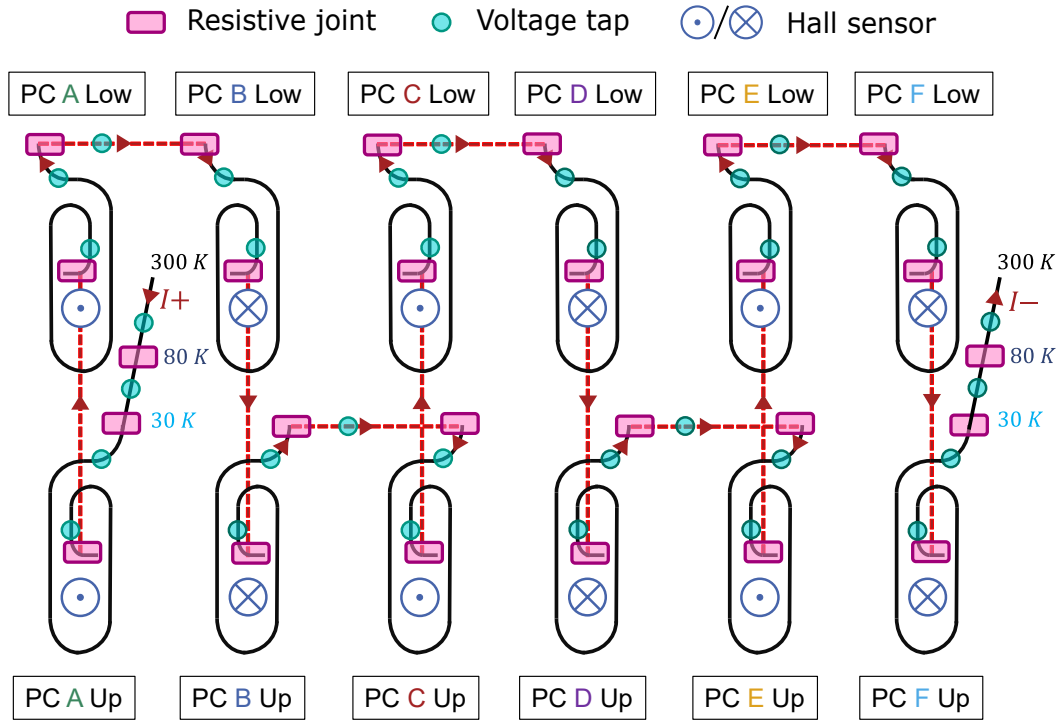 Resistive joint Voltage tap / Hall sensor
PC A Low PC B Low PC C Low PC D Low PC E Low PC F Low
300 K 300 K
I+ I−
80 K 80 K
30 K 30 K
PC A Up PC B Up PC C Up PC D Up PC E Up PC F Up